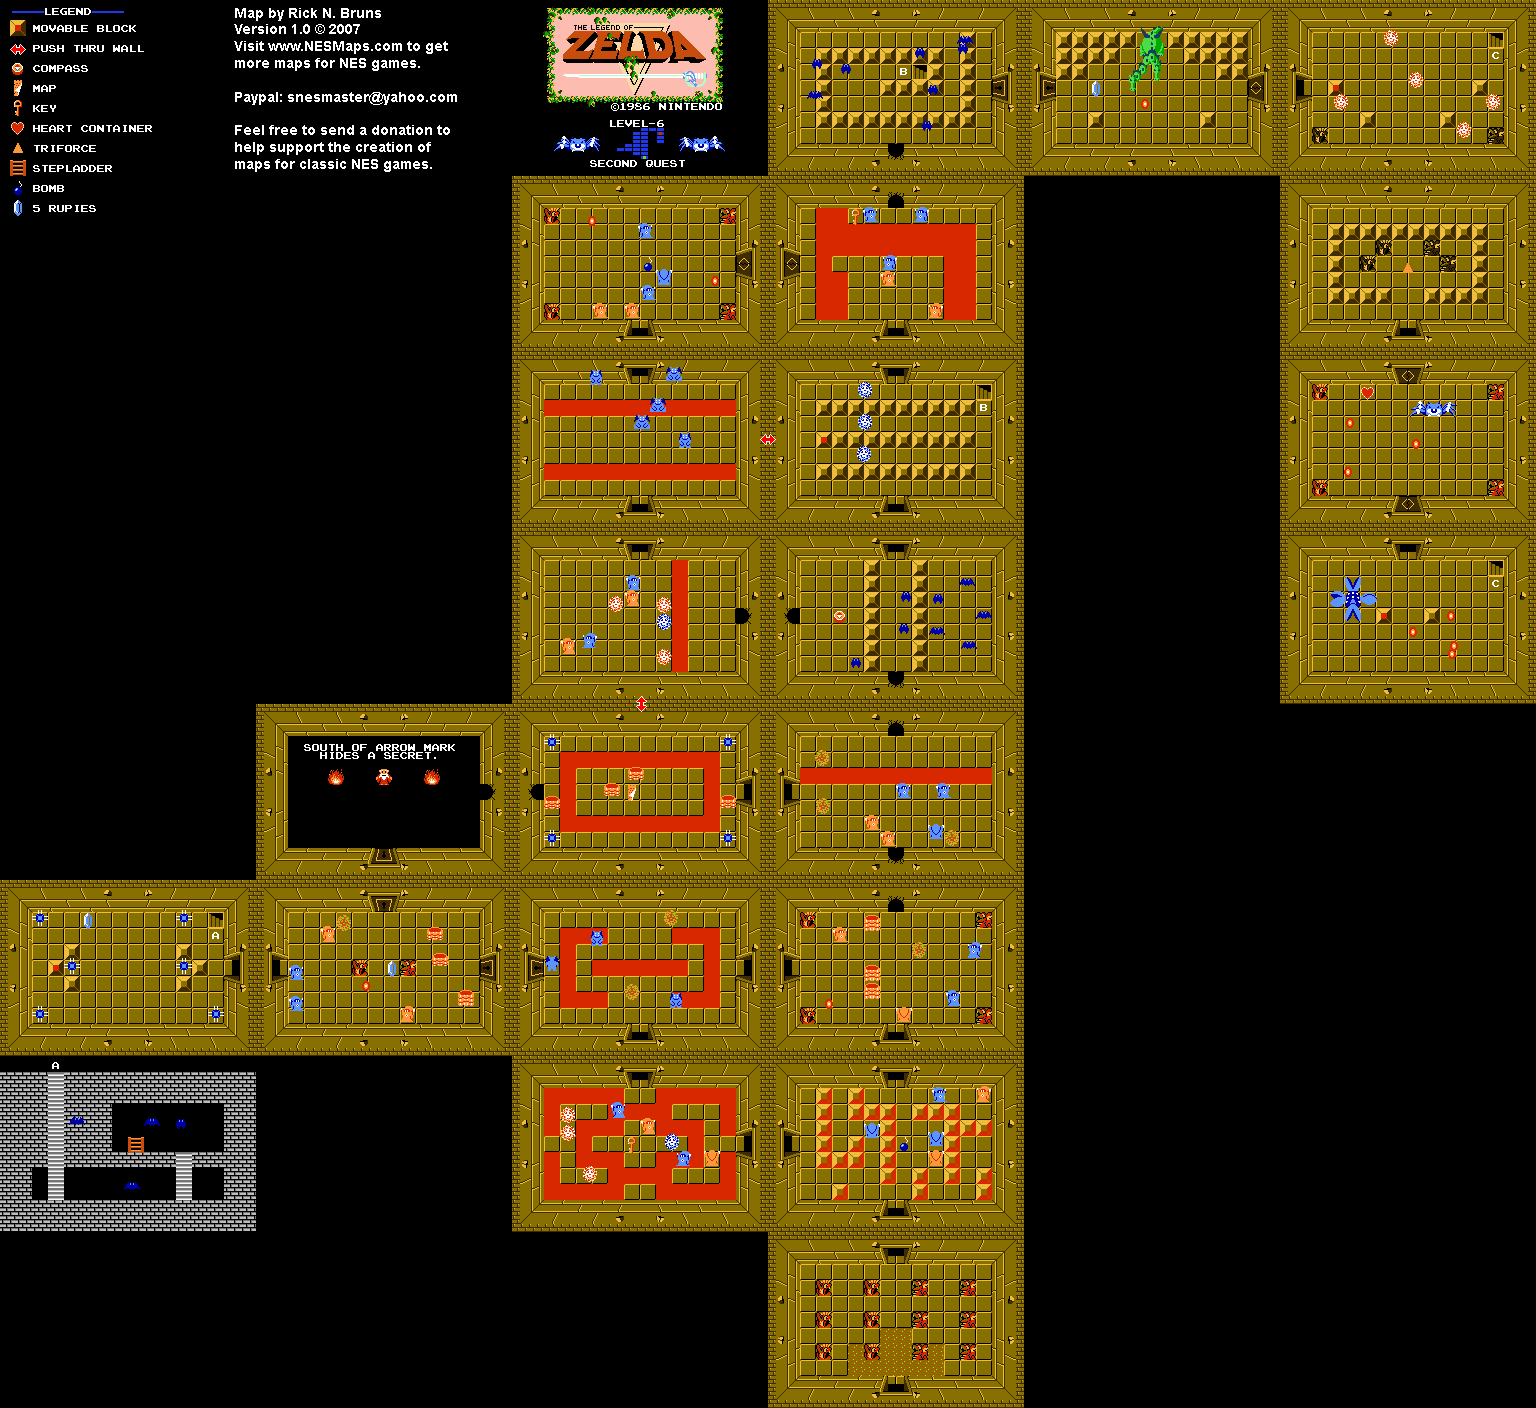 LEGEND
MOVABLE BLOCK
PUSH THRU WALL
COMPASS
MAP
KEY
HEART CONTAINER
TRIFORCE
STEPLADDER
BOMB
5 RUPIES
Map by Rick N. Bruns
Version 1.0 © 2007
Visit www.NESMaps.com to get
more maps for NES games.
Paypal: snesmaster@yahoo.com
Feel free to send a donation to
help support the creation of
maps for classic NES games.
THE LEGEND OF
ZELDA
©1986 NINTENDO
LEVEL-6
SECOND QUEST
B
C
B
C
SOUTH OF ARROW MARK
HIDES A SECRET.
A
A